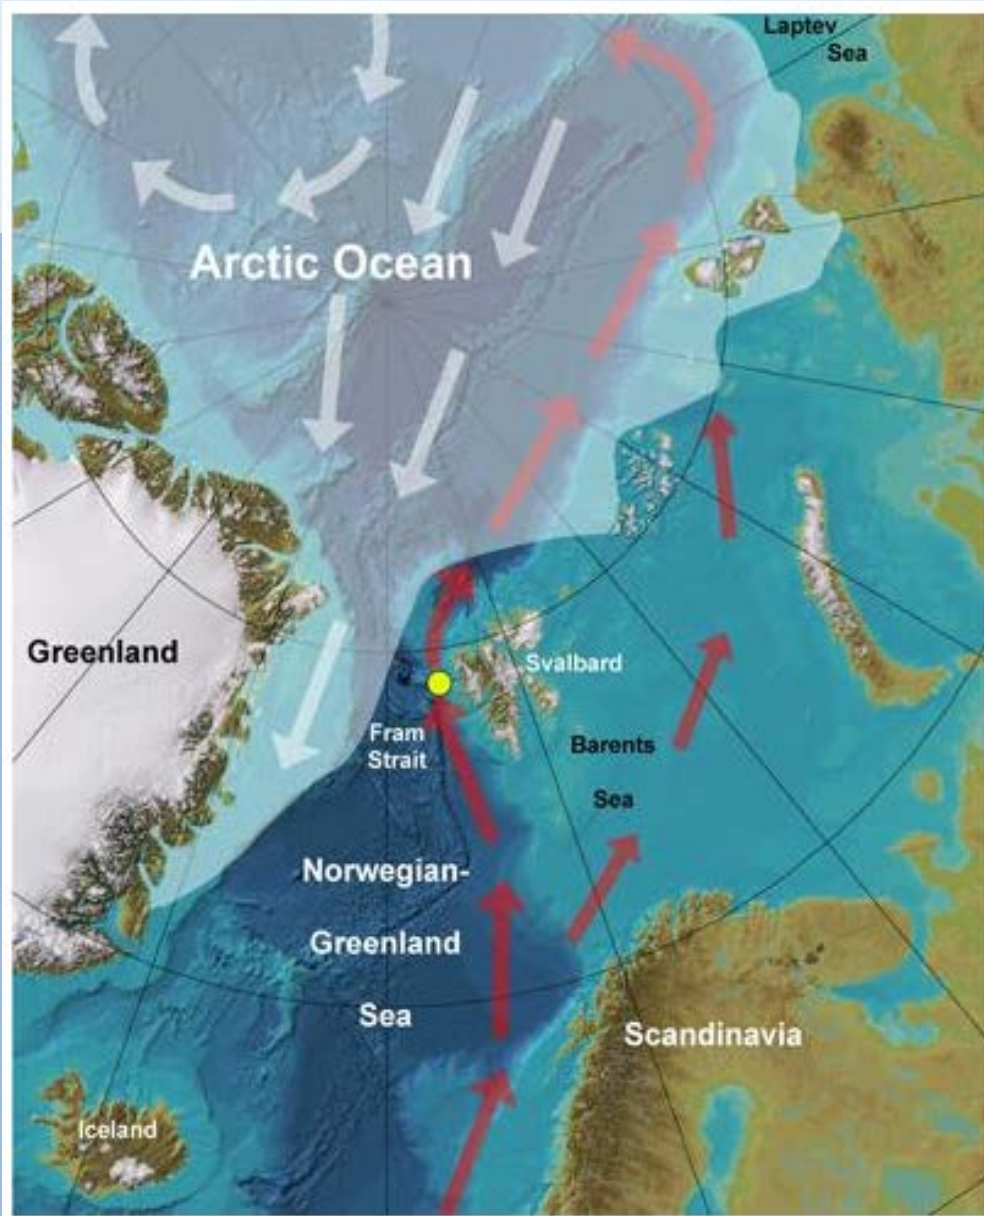 Laptev
Sea
Arctic Ocean
Greenland
Svalbard
Fram
Strait
Barents
Sea
Norwegian-
Greenland
Sea
Scandinavia
Iceland